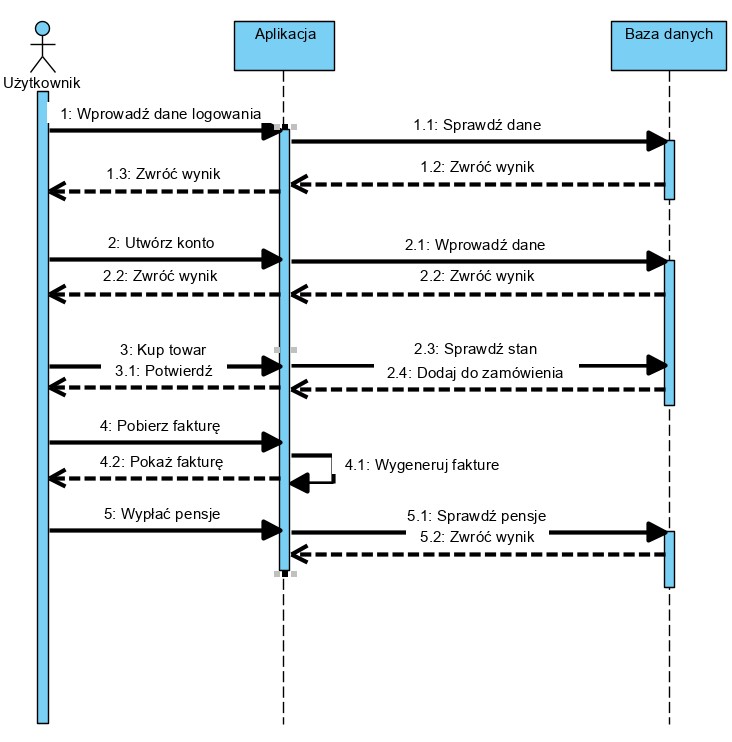 Aplikacja
Baza danych
Użytkownik
1: Wprowadź dane logowania
1.1: Sprawdź dane
1.2: Zwróć wynik
1.3: Zwróć wynik
2: Utwórz konto
2.1: Wprowadź dane
2.2: Zwróć wynik
2.2: Zwróć wynik
3: Kup towar
2.3: Sprawdź stan
3.1: Potwierdź
2.4: Dodaj do zamówienia
4: Pobierz fakturę
4.2: Pokaż fakturę
4.1: Wygeneruj fakture
5: Wypłać pensje
5.1: Sprawdź pensje
5.2: Zwróć wynik